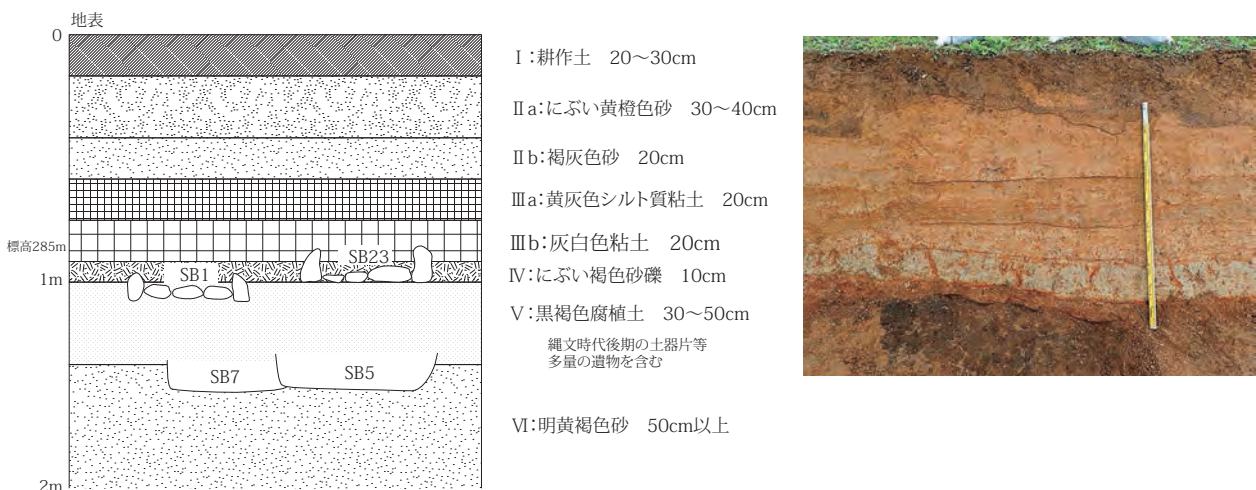 地表
0
Ⅰ:耕作土 20～30cm
Ⅱa:にぶい黄橙色砂 30～40cm
Ⅱb:褐灰色砂 20cm
Ⅲa:黄灰色シルト質粘土 20cm
標高285m
Ⅲb:灰白色粘土 20cm
SB23
SB1
1m
Ⅳ:にぶい褐色砂礫 10cm
Ⅴ:黒褐色腐植土 30～50cm
縄文時代後期の土器片等
多量の遺物を含む
SB7
SB5
Ⅵ:明黄褐色砂 50cm以上
2m